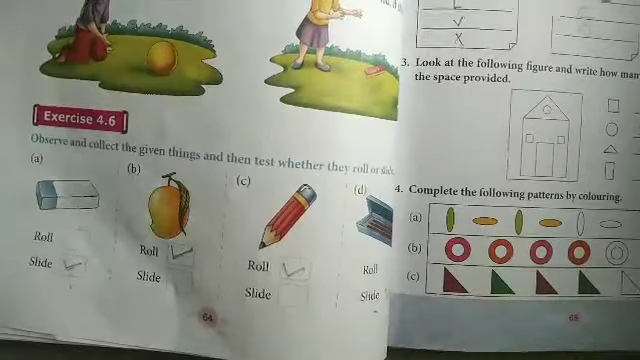 Exercise 4.6
Observe and collect the given things and then test whether they roll or slide.
(a)
(b)
(c)
(d)
Roll
Slide
Roll
Slide
Roll
Slide
Roll
Slide
64
3. Look at the following figure and write how man
the space provided.
4. Complete the following patterns by colouring.
(a)
(b)
(c)
65